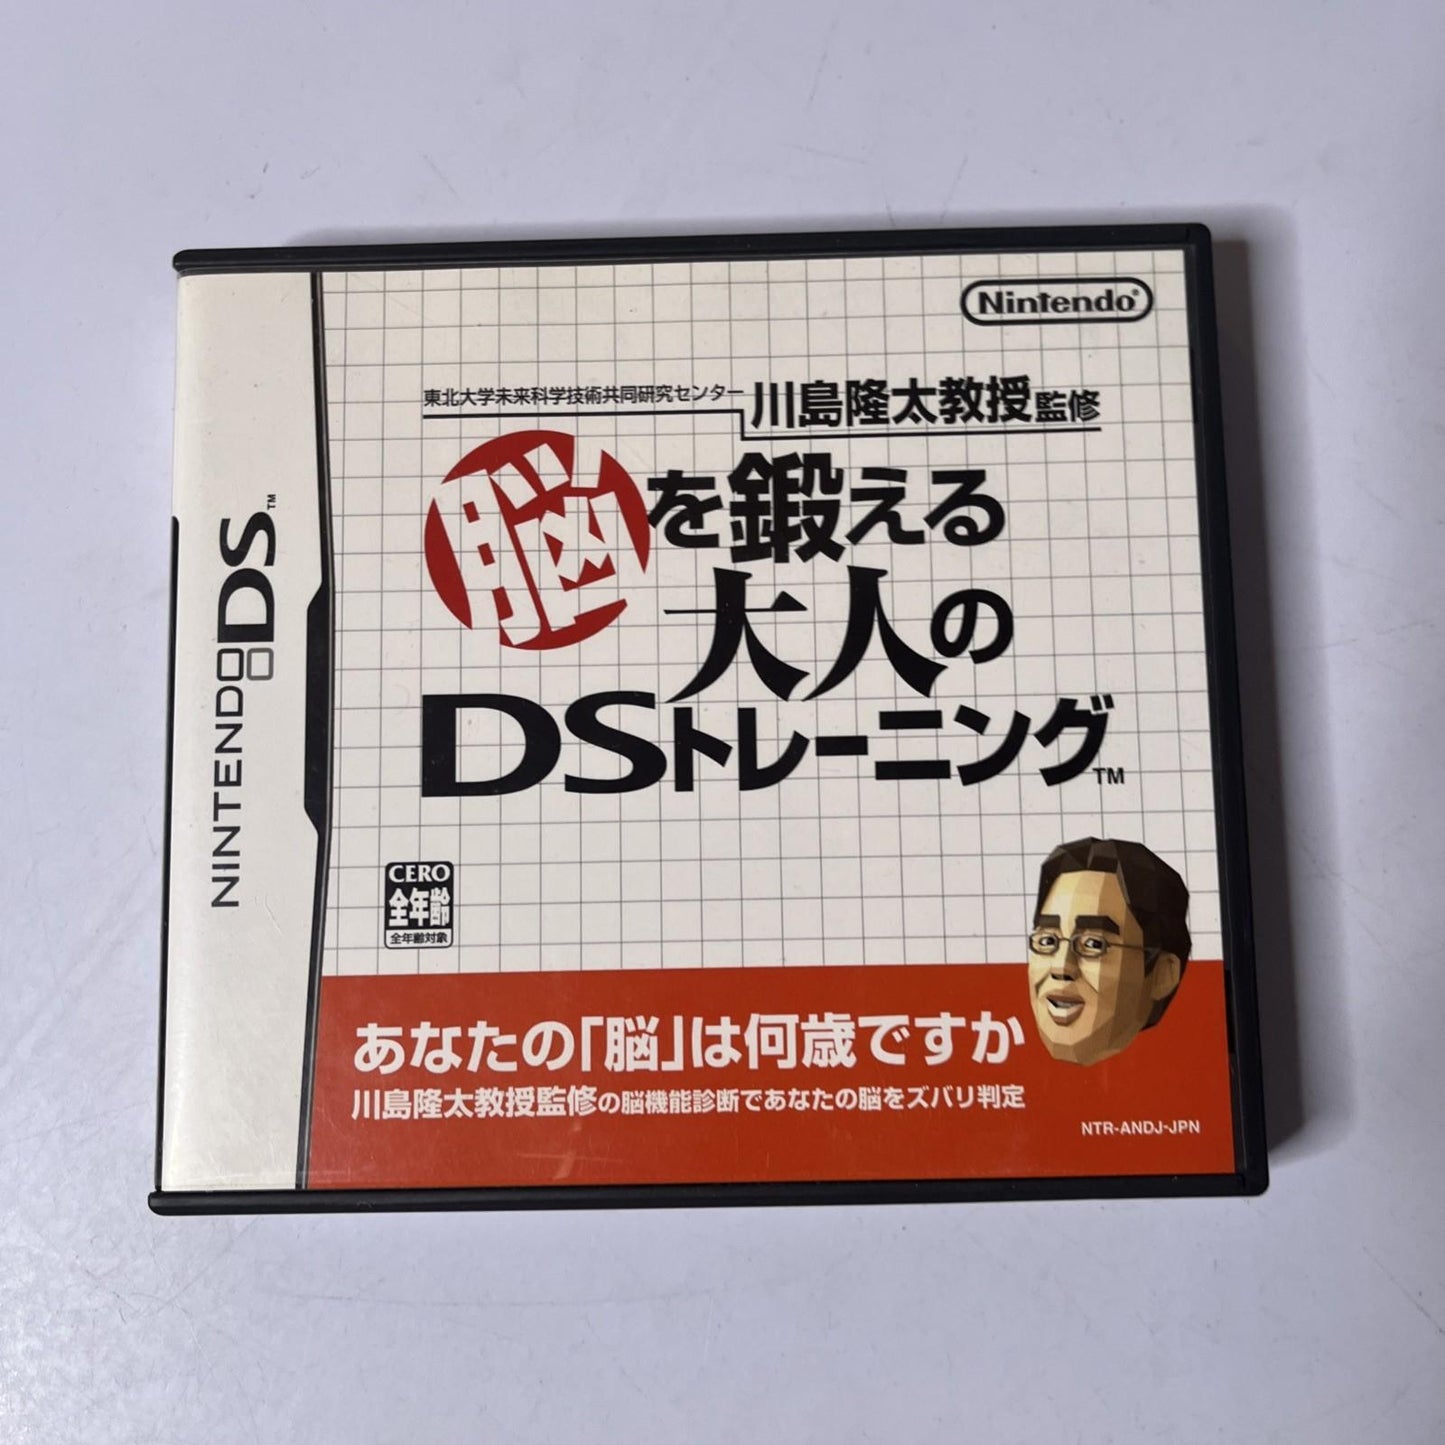 Nintendo®
東北大学未来科学技術共同研究センター 川島隆太教授監修
脳を鍛える
大人の
DSトレーニング™
NINTENDO DS™
CERO
全年齢
全年齢対象
あなたの「脳」は何歳ですか
川島隆太教授監修の脳機能診断であなたの脳をズバリ判定
NTR-ANDJ-JPN